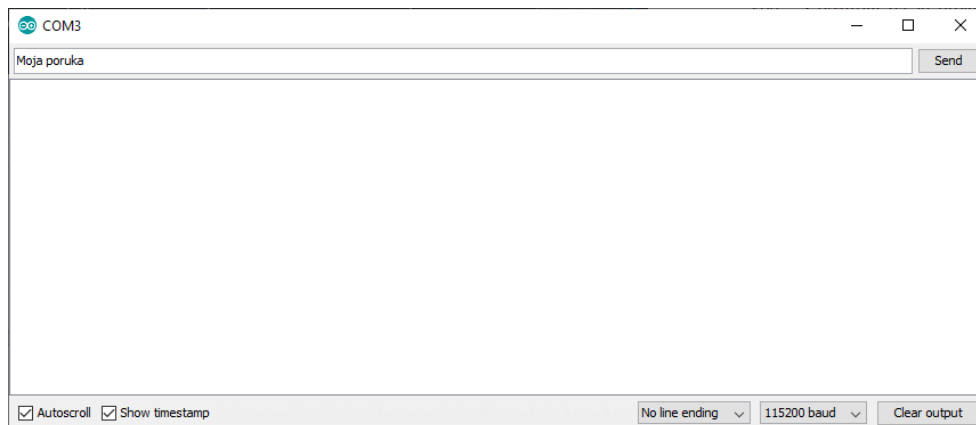 COM3
Moja poruka
Send
Autoscroll Show timestamp No line ending 115200 baud Clear output